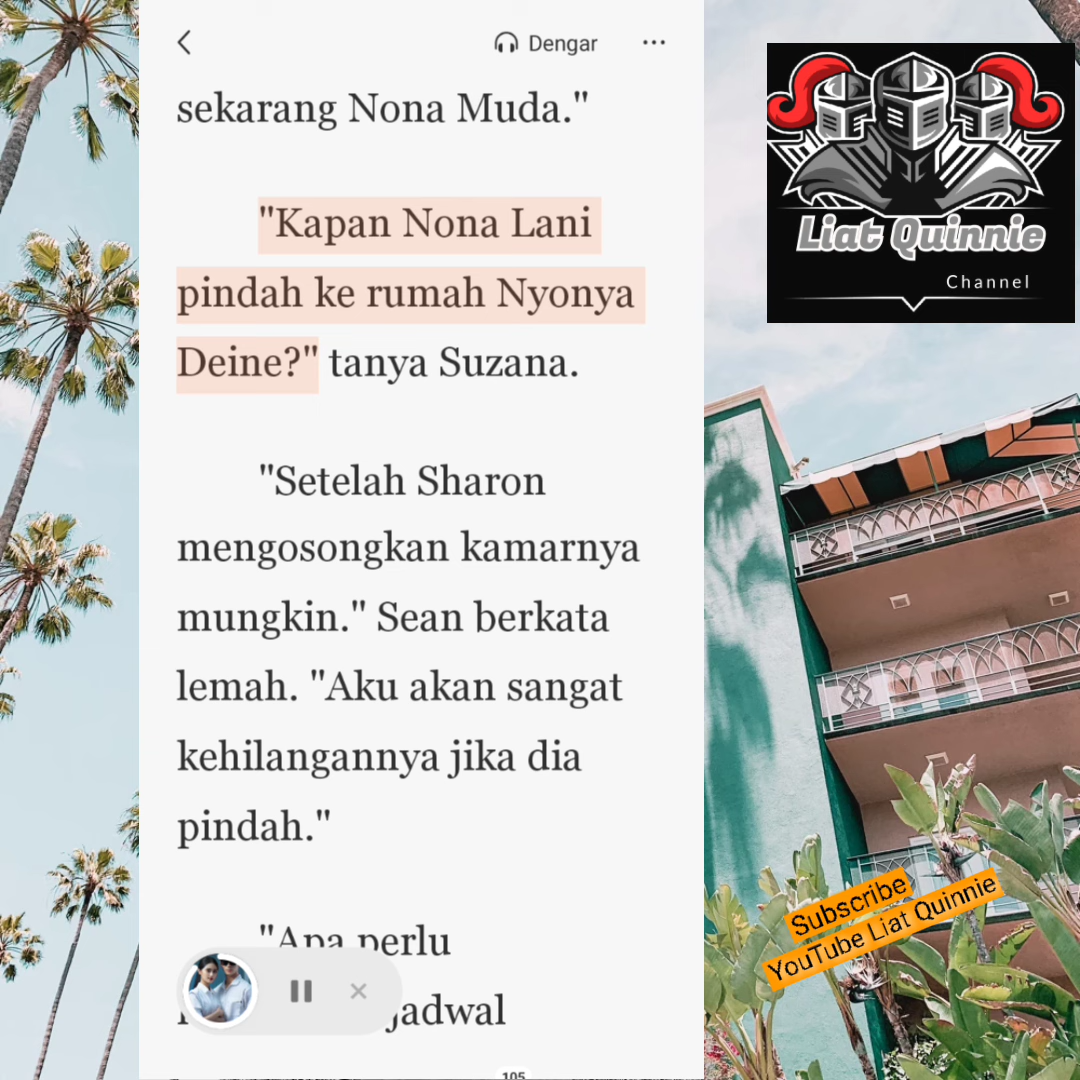 Dengar
sekarang Nona Muda."
"Kapan Nona Lani
pindah ke rumah Nyonya
Deine?" tanya Suzana.
"Setelah Sharon
mengosongkan kamarnya
mungkin." Sean berkata
lemah. "Aku akan sangat
kehilangannya jika dia
pindah."
"Apa perlu
jadwal
105
Liat Quinnie
Channel
Subscribe
YouTube Liat Quinnie